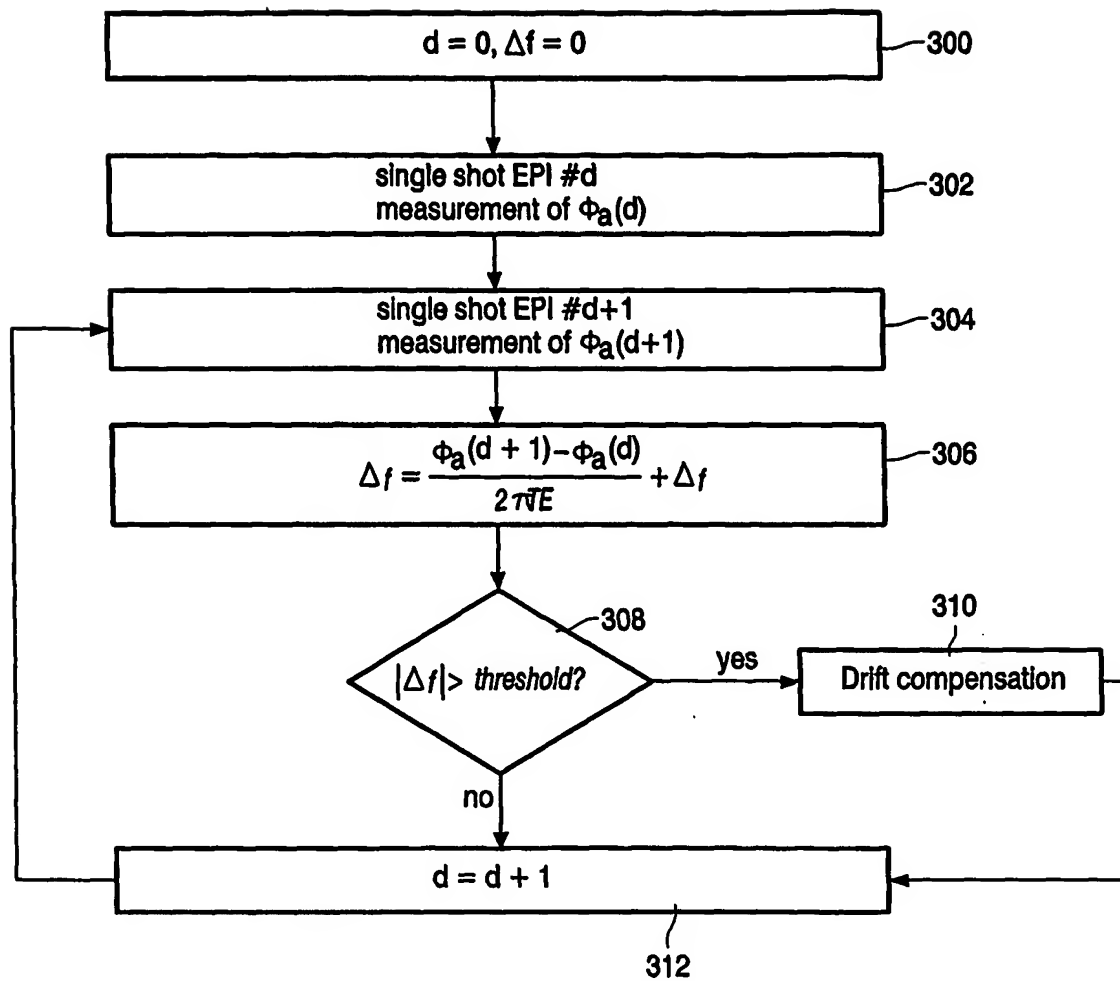 d = 0, Δf = 0
300
single shot EPI #d
measurement of Φa(d)
302
single shot EPI #d+1
measurement of Φa(d+1)
304
Δf = Φa(d + 1) – Φa(d) / 2πTE + Δf
306
308
|Δf| > threshold?
yes
310
Drift compensation
no
d = d + 1
312